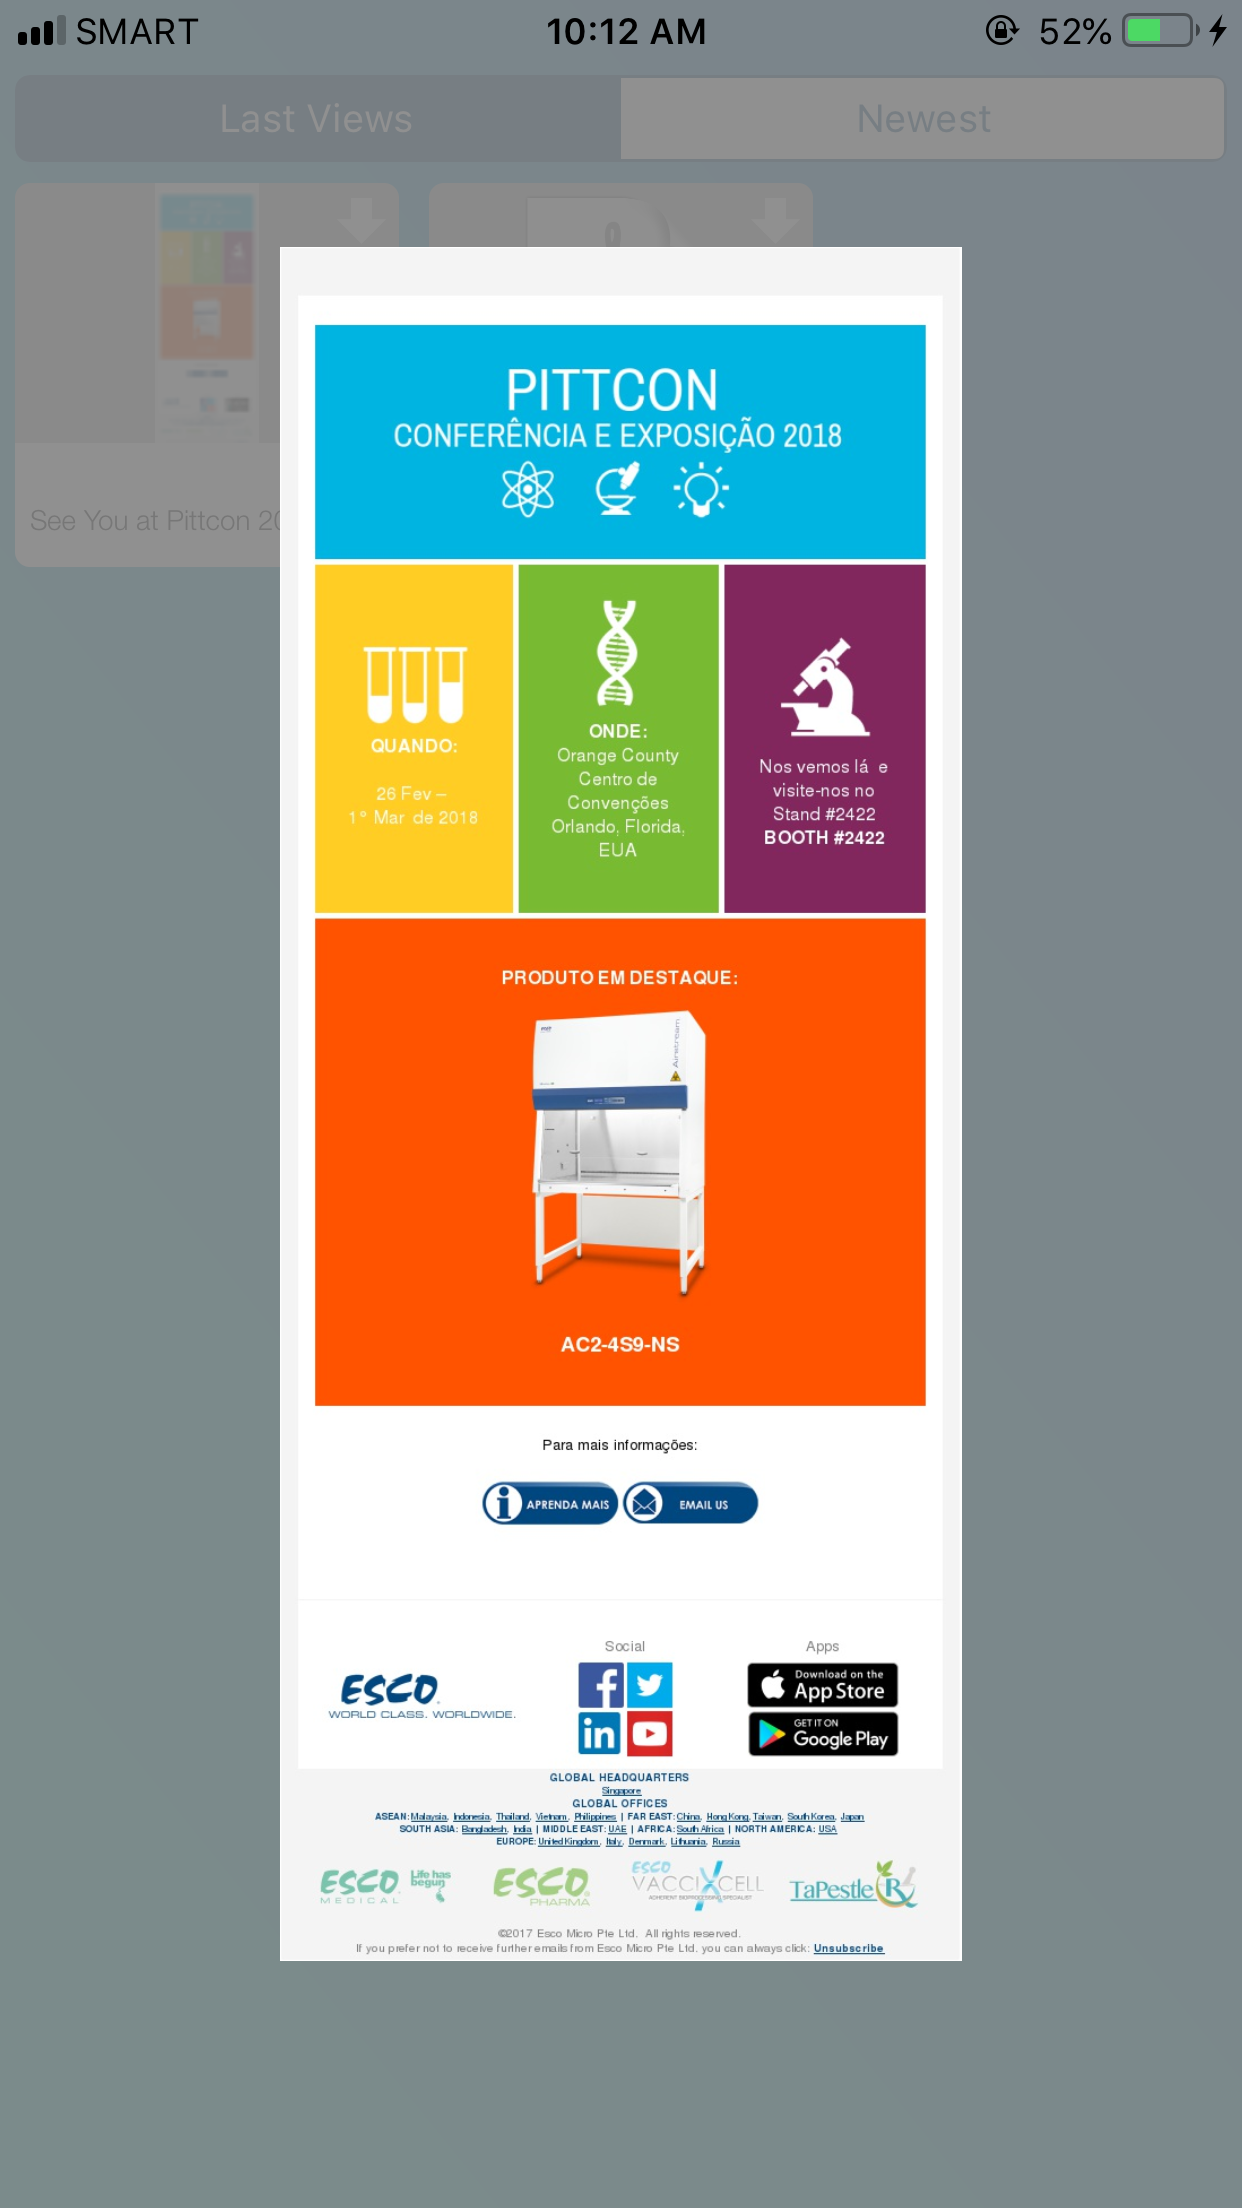 SMART
10:12 AM
52%
Last Views
Newest
0
See You at Pittcon 20
PITTCON
CONFERÊNCIA E EXPOSIÇÃO 2018
QUANDO:
26 Fev –
1° Mar de 2018
ONDE:
Orange County
Centro de
Convenções
Orlando, Florida,
EUA
Nos vemos lá e
visite-nos no
Stand #2422
BOOTH #2422
PRODUTO EM DESTAQUE:
esco
Airstream
AC2-4S9-NS
Para mais informações:
APRENDA MAIS
EMAIL US
Social
Apps
ESCO
WORLD CLASS. WORLDWIDE.
f
in
Download on the
App Store
GET IT ON
Google Play
GLOBAL HEADQUARTERS
Singapore
GLOBAL OFFICES
ASEAN: Malaysia, Indonesia, Thailand, Vietnam, Philippines | FAR EAST: China, Hong Kong, Taiwan, South Korea, Japan
SOUTH ASIA: Bangladesh, India | MIDDLE EAST: UAE | AFRICA: South Africa | NORTH AMERICA: USA
EUROPE: United Kingdom, Italy, Denmark, Lithuania, Russia
ESCO
MEDICAL
Life has
begun
ESCO
PHARMA
ESCO
VACCIXCELL
ADHERENT BIOPROCESSING SPECIALIST
TaPestle Rx
©2017 Esco Micro Pte Ltd. All rights reserved.
If you prefer not to receive further emails from Esco Micro Pte Ltd. you can always click: Unsubscribe